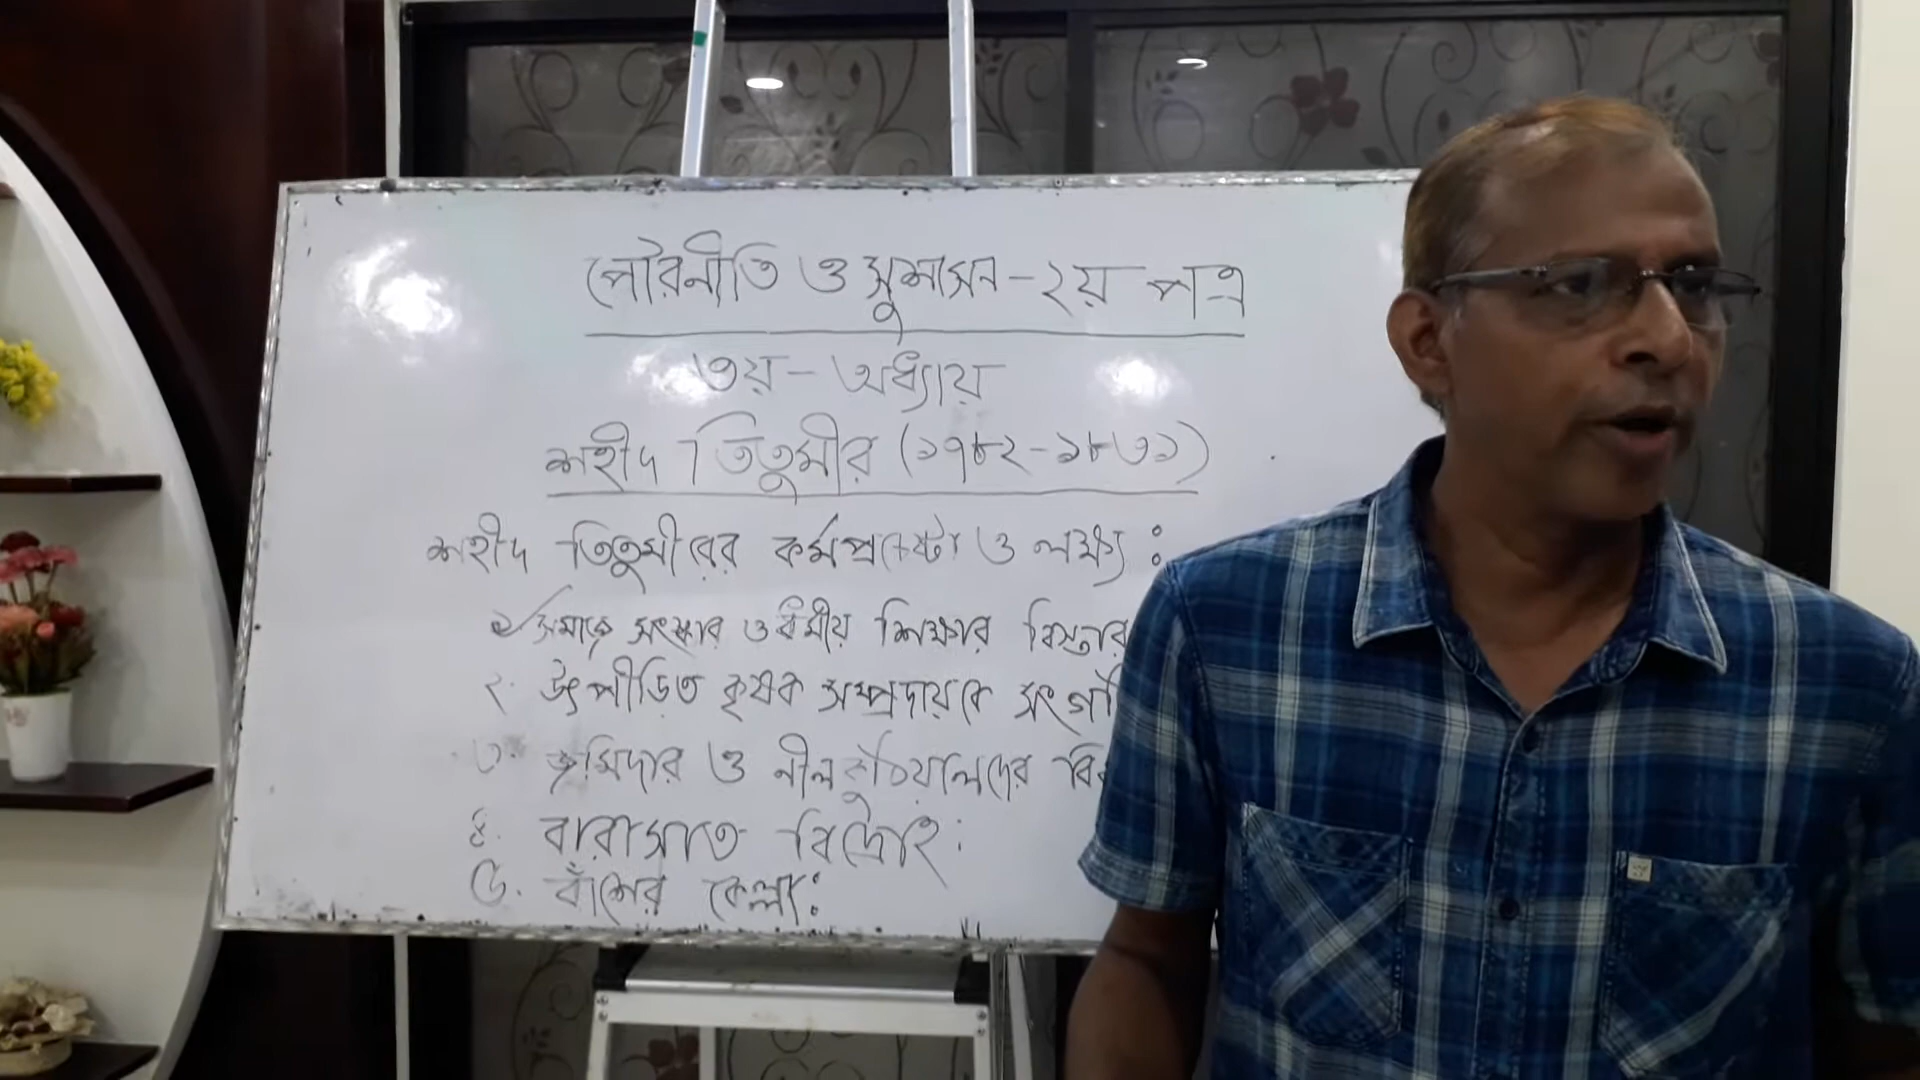 পৌরনীতি ও সুশাসন - ২য় পত্র
৩য় - অধ্যায়
শহীদ তিতুমীর (১৭৮২ - ১৮৩১)
শহীদ তিতুমীরের কর্মপ্রচেষ্টা ও লক্ষ্য :
১. সমাজ সংস্কার ও ধর্মীয় শিক্ষার বিস্তার
২. উৎপীড়িত কৃষক সম্প্রদায়কে
৩. জমিদার ও নীলকুঠিয়ালদের
৪. বারাসাত বিদ্রোহ :
৫. বাঁশের কেল্লা :